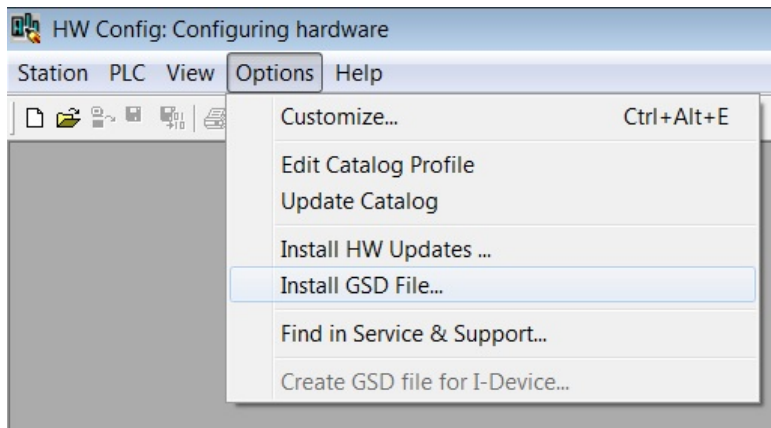 HW Config: Configuring hardware
Station PLC View Options Help
Customize... Ctrl+Alt+E
Edit Catalog Profile
Update Catalog
Install HW Updates ...
Install GSD File...
Find in Service & Support...
Create GSD file for I-Device...